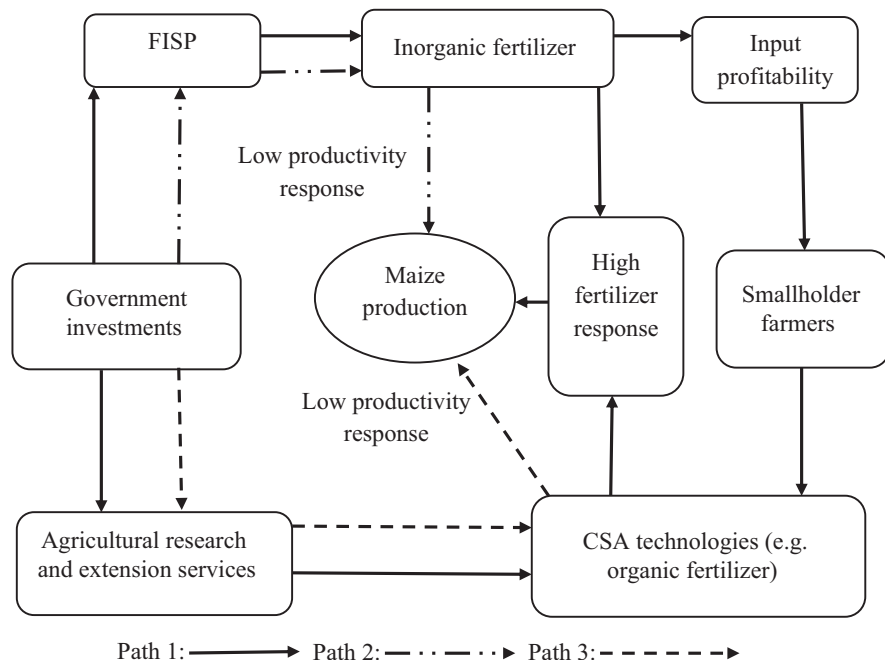 FISP
Inorganic fertilizer
Input
profitability
Low productivity
response
Government
investments
Maize
production
High
fertilizer
response
Smallholder
farmers
Low productivity
response
Agricultural research
and extension services
CSA technologies (e.g.
organic fertilizer)
Path 1:
Path 2:
Path 3: